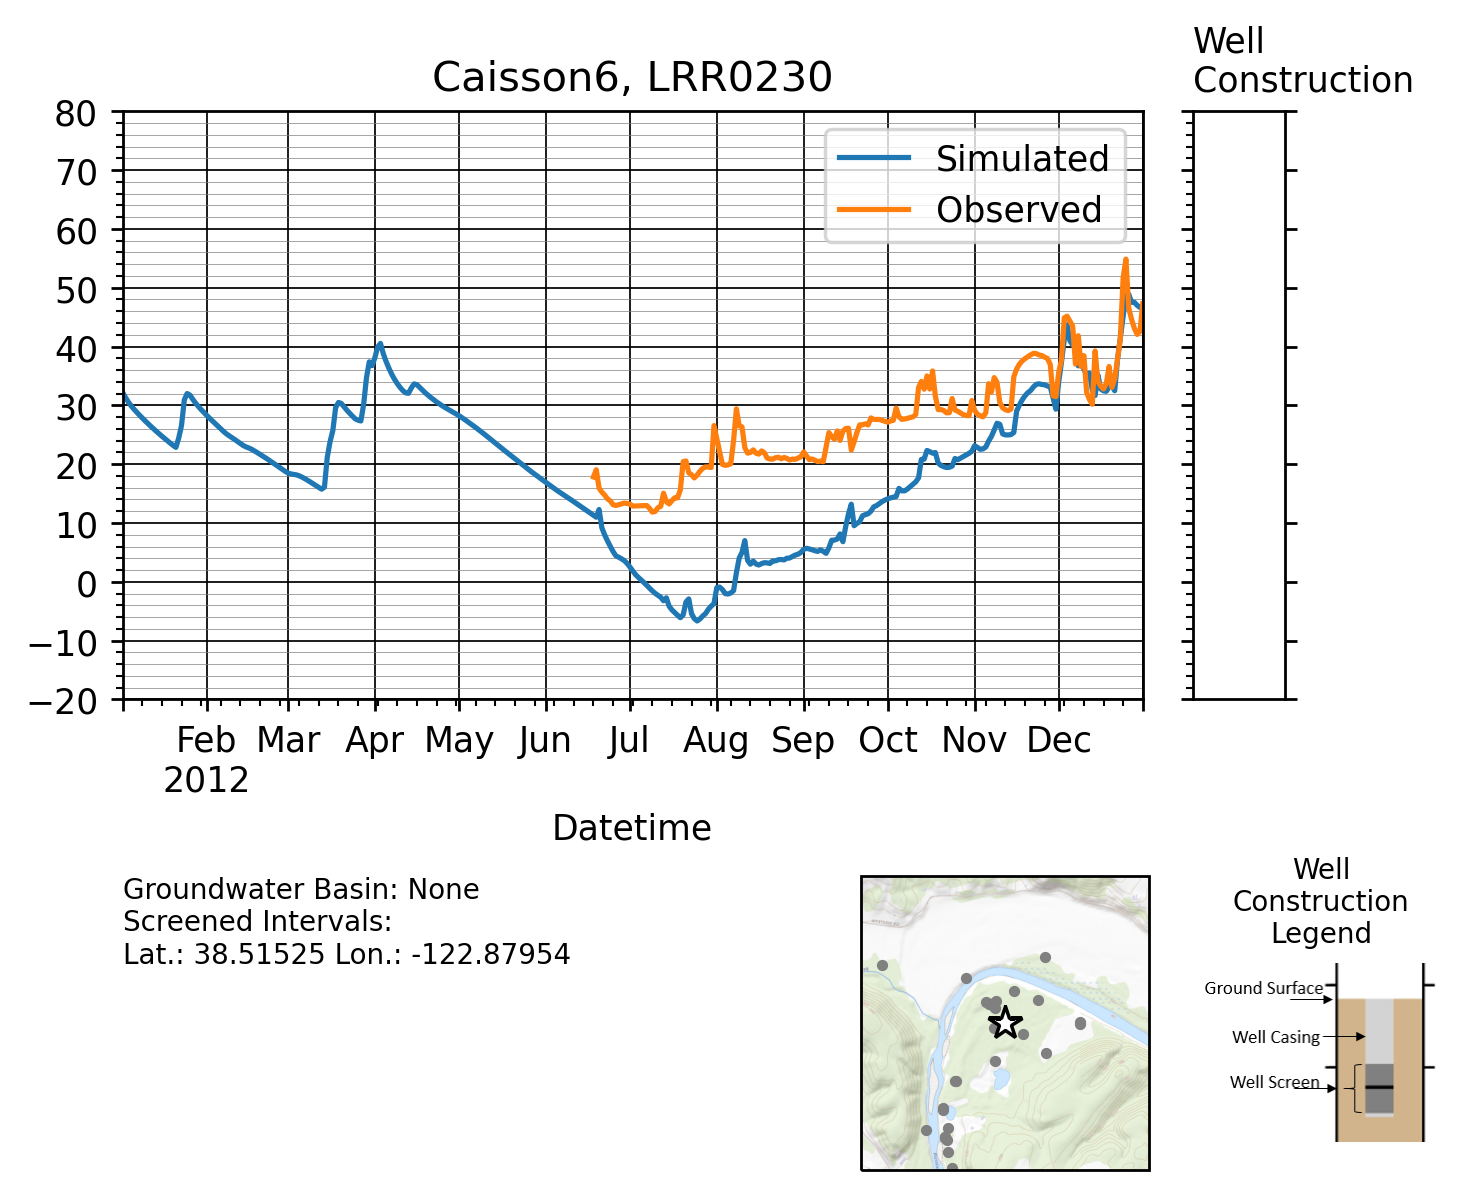 Well
Construction
Caisson6, LRR0230
80
70
60
50
40
30
20
10
0
−10
−20
Simulated
Observed
Feb Mar Apr May Jun Jul Aug Sep Oct Nov Dec
2012
Datetime
Groundwater Basin: None
Screened Intervals:
Lat.: 38.51525 Lon.: -122.87954
Well
Construction
Legend
Ground Surface
Well Casing
Well Screen